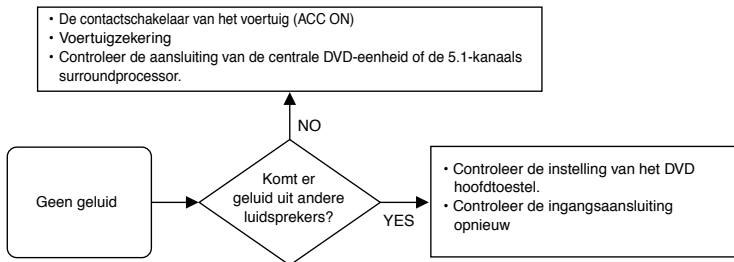 • De contactschakelaar van het voertuig (ACC ON)
• Voertuigzekering
• Controleer de aansluiting van de centrale DVD-eenheid of de 5.1-kanaals
surroundprocessor.
NO
Geen geluid
Komt er
geluid uit andere
luidsprekers?
YES
• Controleer de instelling van het DVD
hoofdtoestel.
• Controleer de ingangsaansluiting
opnieuw